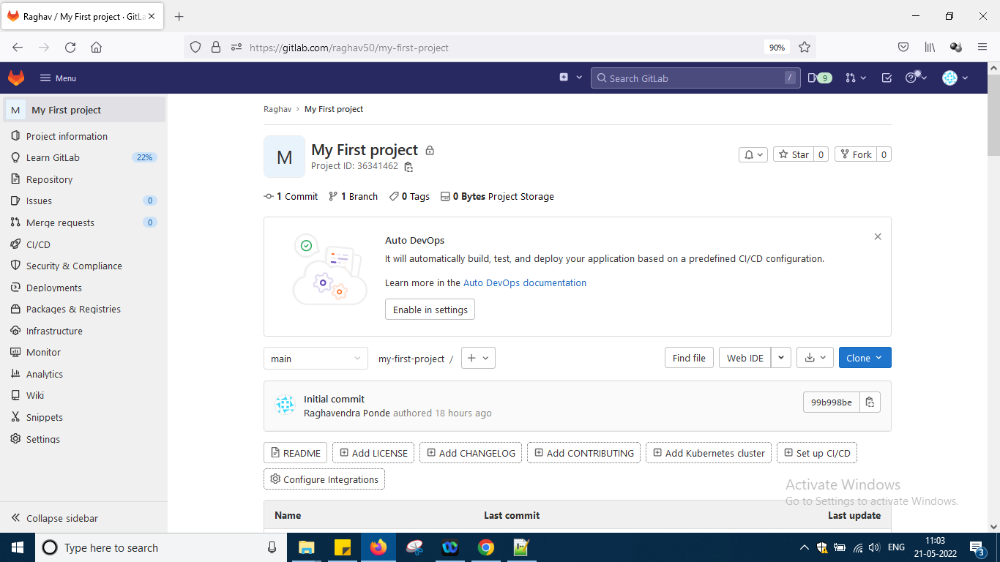 Raghav / My First project · GitLa
https://gitlab.com/raghav50/my-first-project
90%
Menu
Search GitLab
/
9
M
My First project
Project information
Learn GitLab
22%
Repository
Issues
0
Merge requests
0
CI/CD
Security & Compliance
Deployments
Packages & Registries
Infrastructure
Monitor
Analytics
Wiki
Snippets
Settings
Collapse sidebar
Raghav › My First project
M
My First project
Project ID: 36341462
Star 0
Fork 0
1 Commit 1 Branch 0 Tags 0 Bytes Project Storage
Auto DevOps
It will automatically build, test, and deploy your application based on a predefined CI/CD configuration.
Learn more in the Auto DevOps documentation
Enable in settings
main
my-first-project /
Find file
Web IDE
Clone
Initial commit
Raghavendra Ponde authored 18 hours ago
99b998be
README
Add LICENSE
Add CHANGELOG
Add CONTRIBUTING
Add Kubernetes cluster
Set up CI/CD
Configure Integrations
Activate Windows
Go to Settings to activate Windows.
Name Last commit Last update
Type here to search
ENG
11:03
21-05-2022
3